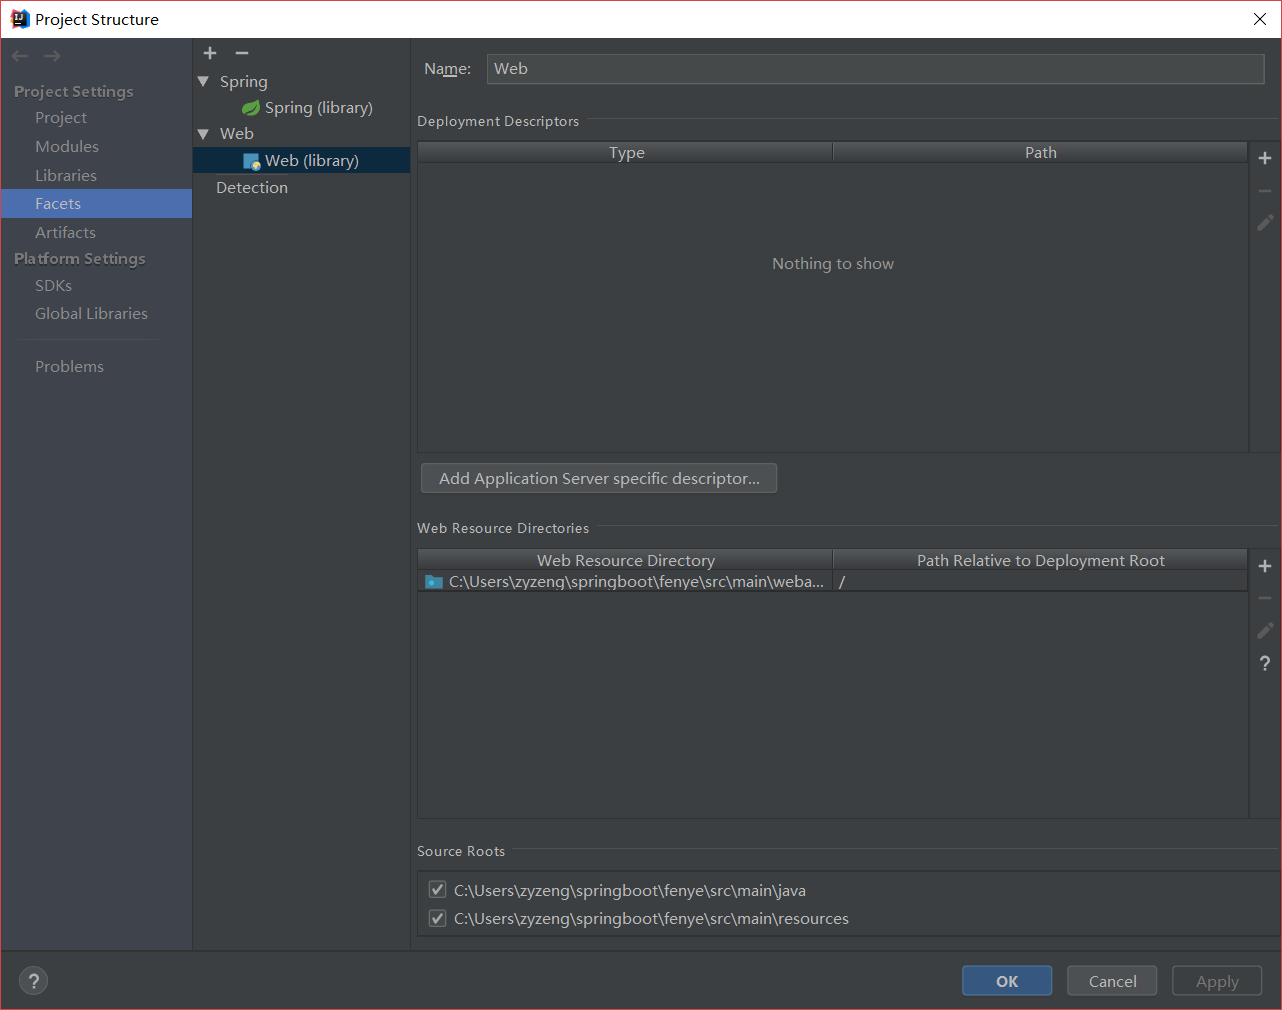 Project Structure
Project Settings
Project
Modules
Libraries
Facets
Artifacts
Platform Settings
SDKs
Global Libraries
Problems
Spring
Spring (library)
Web
Web (library)
Detection
Name: Web
Deployment Descriptors
Type Path
Nothing to show
Add Application Server specific descriptor...
Web Resource Directories
Web Resource Directory Path Relative to Deployment Root
C:\Users\zyzeng\springboot\fenye\src\main\weba... /
?
Source Roots
C:\Users\zyzeng\springboot\fenye\src\main\java
C:\Users\zyzeng\springboot\fenye\src\main\resources
? OK Cancel Apply